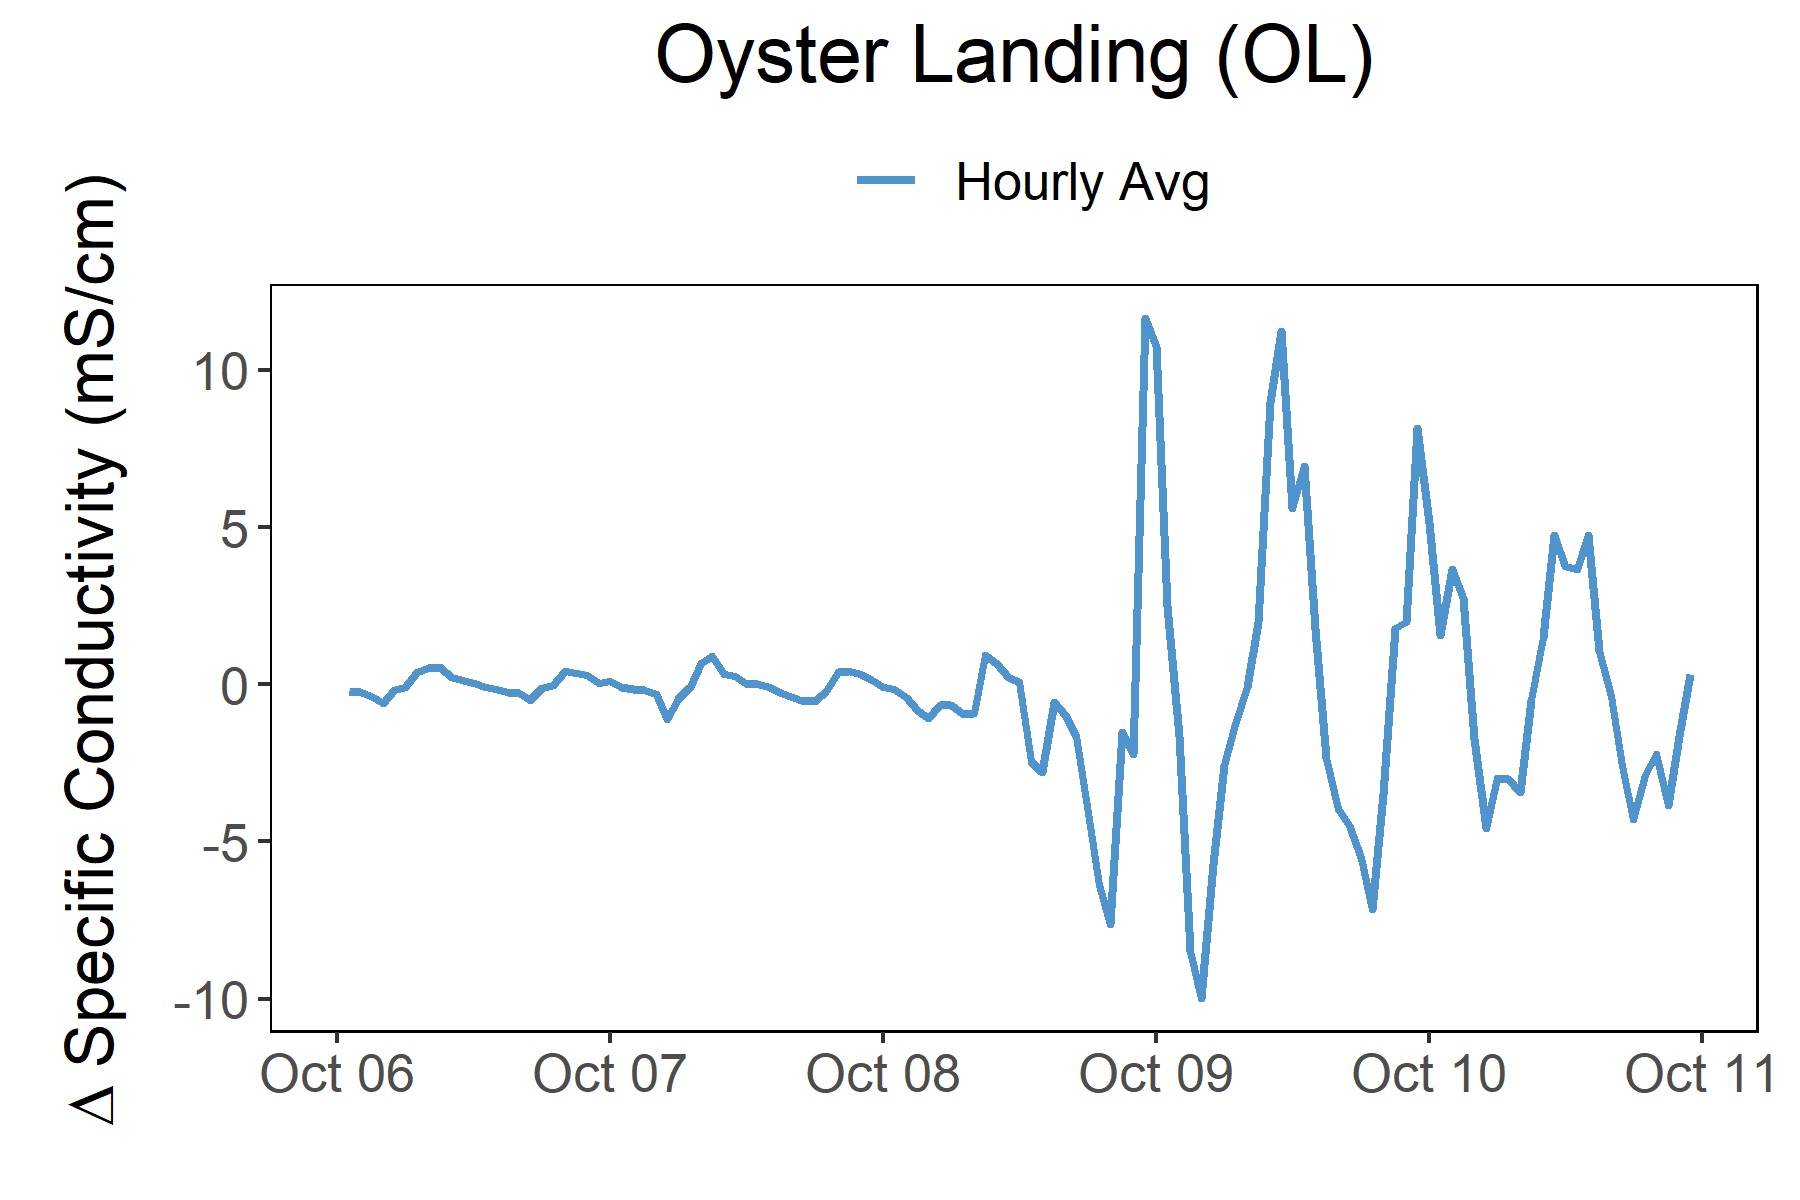 Oyster Landing (OL)
Hourly Avg
Δ Specific Conductivity (mS/cm)
10
5
0
-5
-10
Oct 06 Oct 07 Oct 08 Oct 09 Oct 10 Oct 11